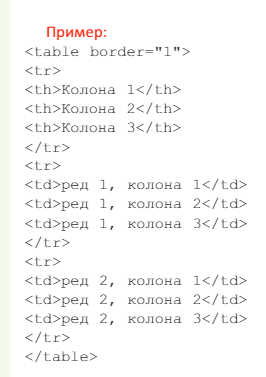 Пример:
<table border="1">
<tr>
<th>Колона 1</th>
<th>Колона 2</th>
<th>Колона 3</th>
</tr>
<tr>
<td>ред 1, колона 1</td>
<td>ред 1, колона 2</td>
<td>ред 1, колона 3</td>
</tr>
<tr>
<td>ред 2, колона 1</td>
<td>ред 2, колона 2</td>
<td>ред 2, колона 3</td>
</tr>
</table>